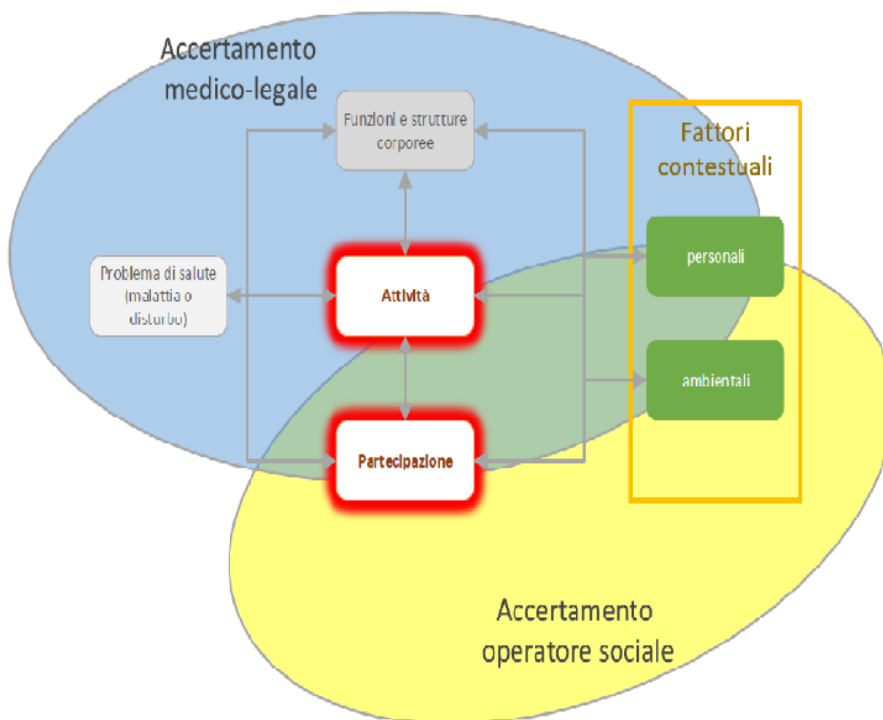 Accertamento
medico-legale
Funzioni e strutture
corporee
Fattori
contestuali
Problema di salute
(malattia o
disturbo)
Attività
personali
ambientali
Partecipazione
Accertamento
operatore sociale